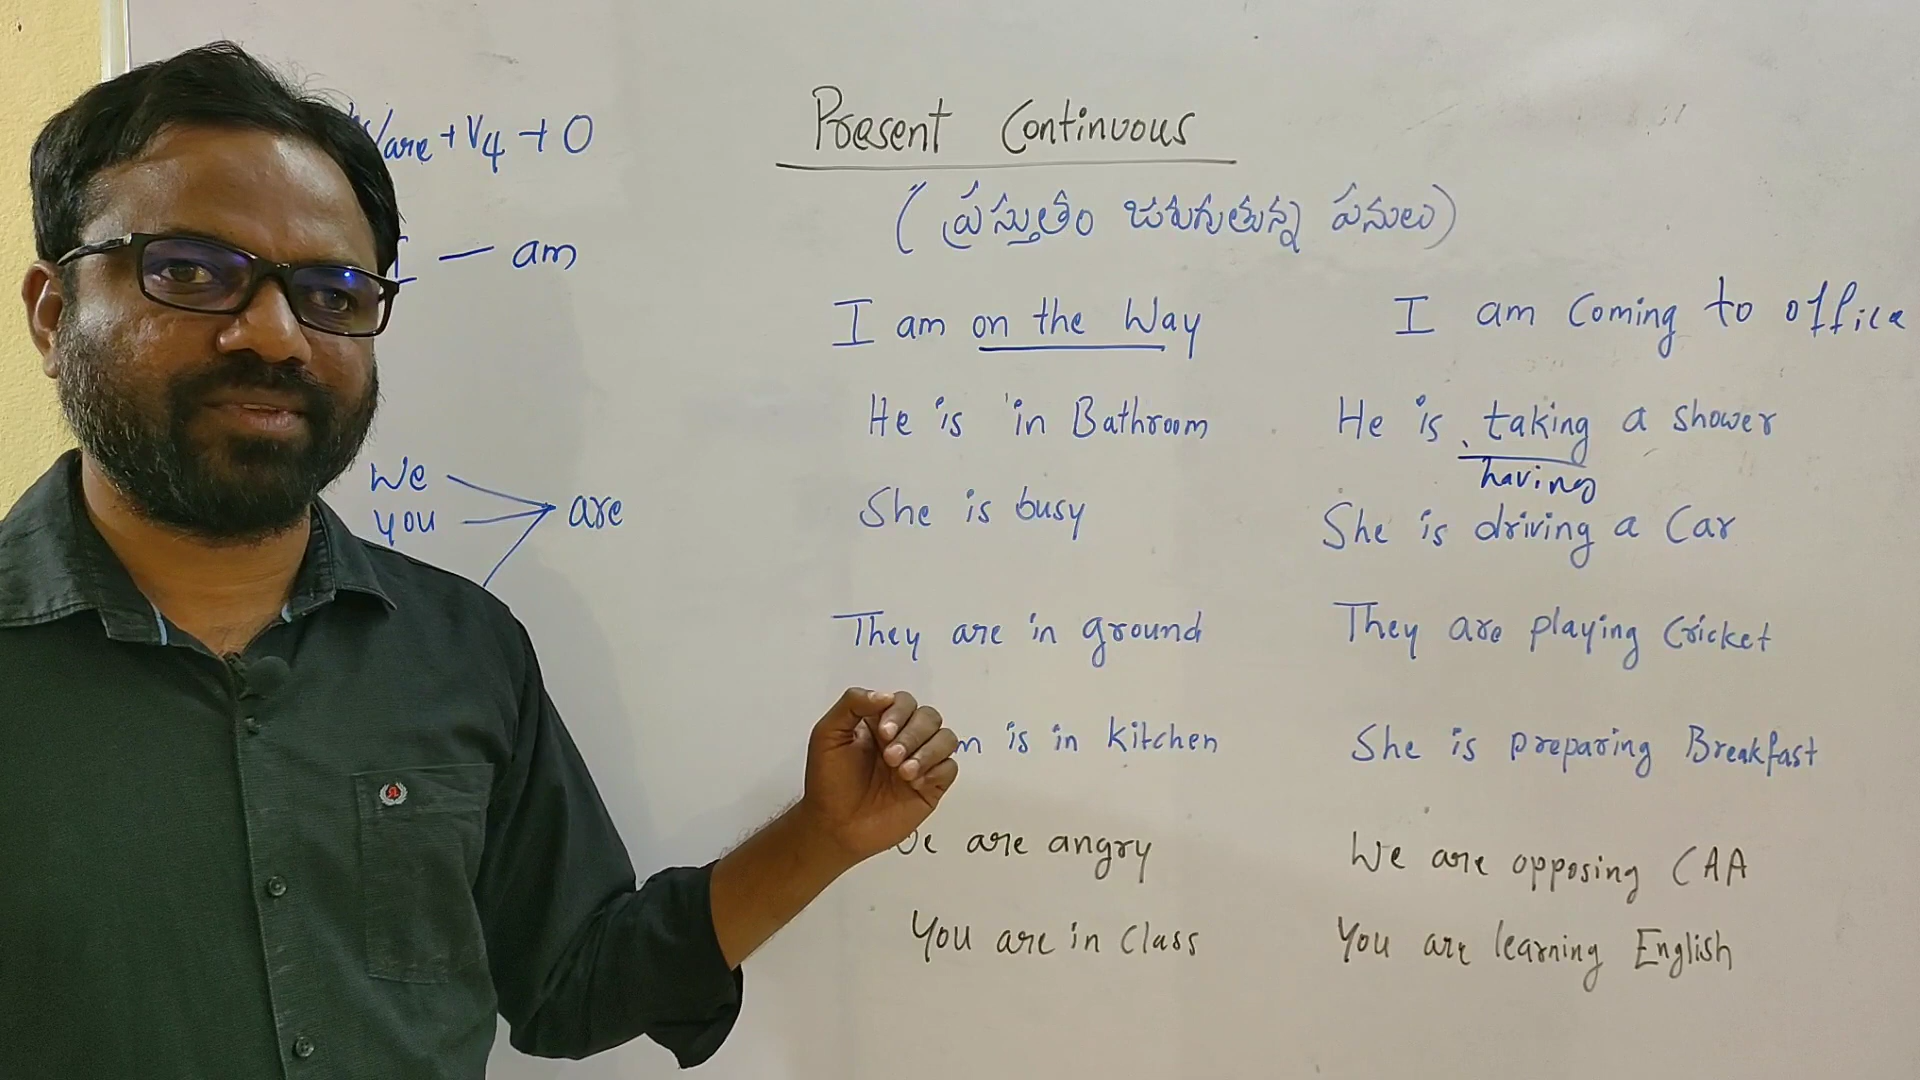 /are + V4 + O
I — am
We
you
are
Present Continuous
(ప్రస్తుతం జరుగుతున్న పనులు)
I am on the Way
I am Coming to office
He is in Bathroom
He is taking a shower
having
She is busy
She is driving a Car
They are in ground
They are playing Cricket
is in kitchen
She is preparing Breakfast
are angry
We are opposing CAA
You are in Class
You are learning English